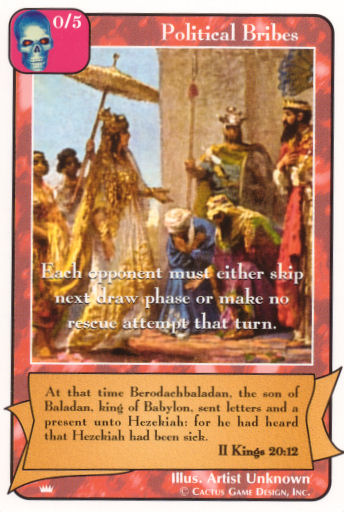 0/5
Political Bribes
Each opponent must either skip
next draw phase or make no
rescue attempt that turn.
At that time Berodachbaladan, the son of
Baladan, king of Babylon, sent letters and a
present unto Hezekiah: for he had heard
that Hezekiah had been sick.
II Kings 20:12
Illus. Artist Unknown
© Cactus Game Design, Inc.